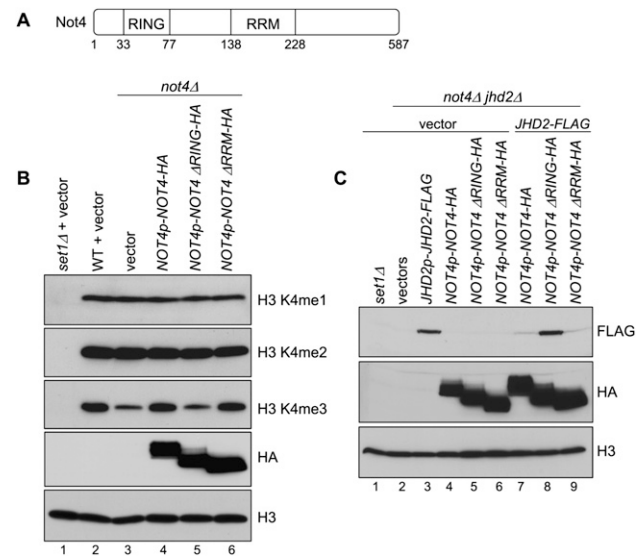 A
Not4
RING
RRM
1 33 77 138 228 587
B
not4Δ
set1Δ + vector
WT + vector
vector
NOT4p-NOT4-HA
NOT4p-NOT4 ΔRING-HA
NOT4p-NOT4 ΔRRM-HA
H3 K4me1
H3 K4me2
H3 K4me3
HA
H3
1 2 3 4 5 6
C
not4Δ jhd2Δ
vector JHD2-FLAG
set1Δ
vectors
JHD2p-JHD2-FLAG
NOT4p-NOT4-HA
NOT4p-NOT4 ΔRING-HA
NOT4p-NOT4 ΔRRM-HA
NOT4p-NOT4-HA
NOT4p-NOT4 ΔRING-HA
NOT4p-NOT4 ΔRRM-HA
FLAG
HA
H3
1 2 3 4 5 6 7 8 9